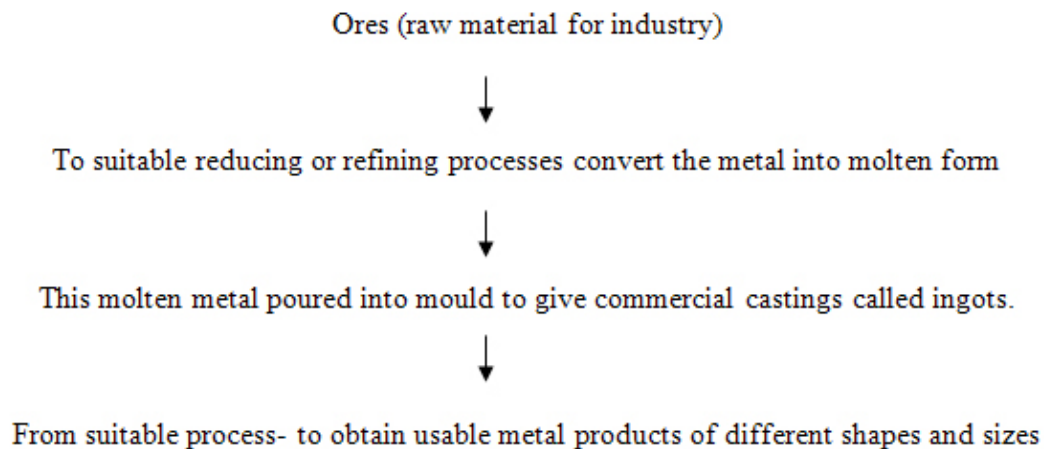 Ores (raw material for industry)
To suitable reducing or refining processes convert the metal into molten form
This molten metal poured into mould to give commercial castings called ingots.
From suitable process- to obtain usable metal products of different shapes and sizes